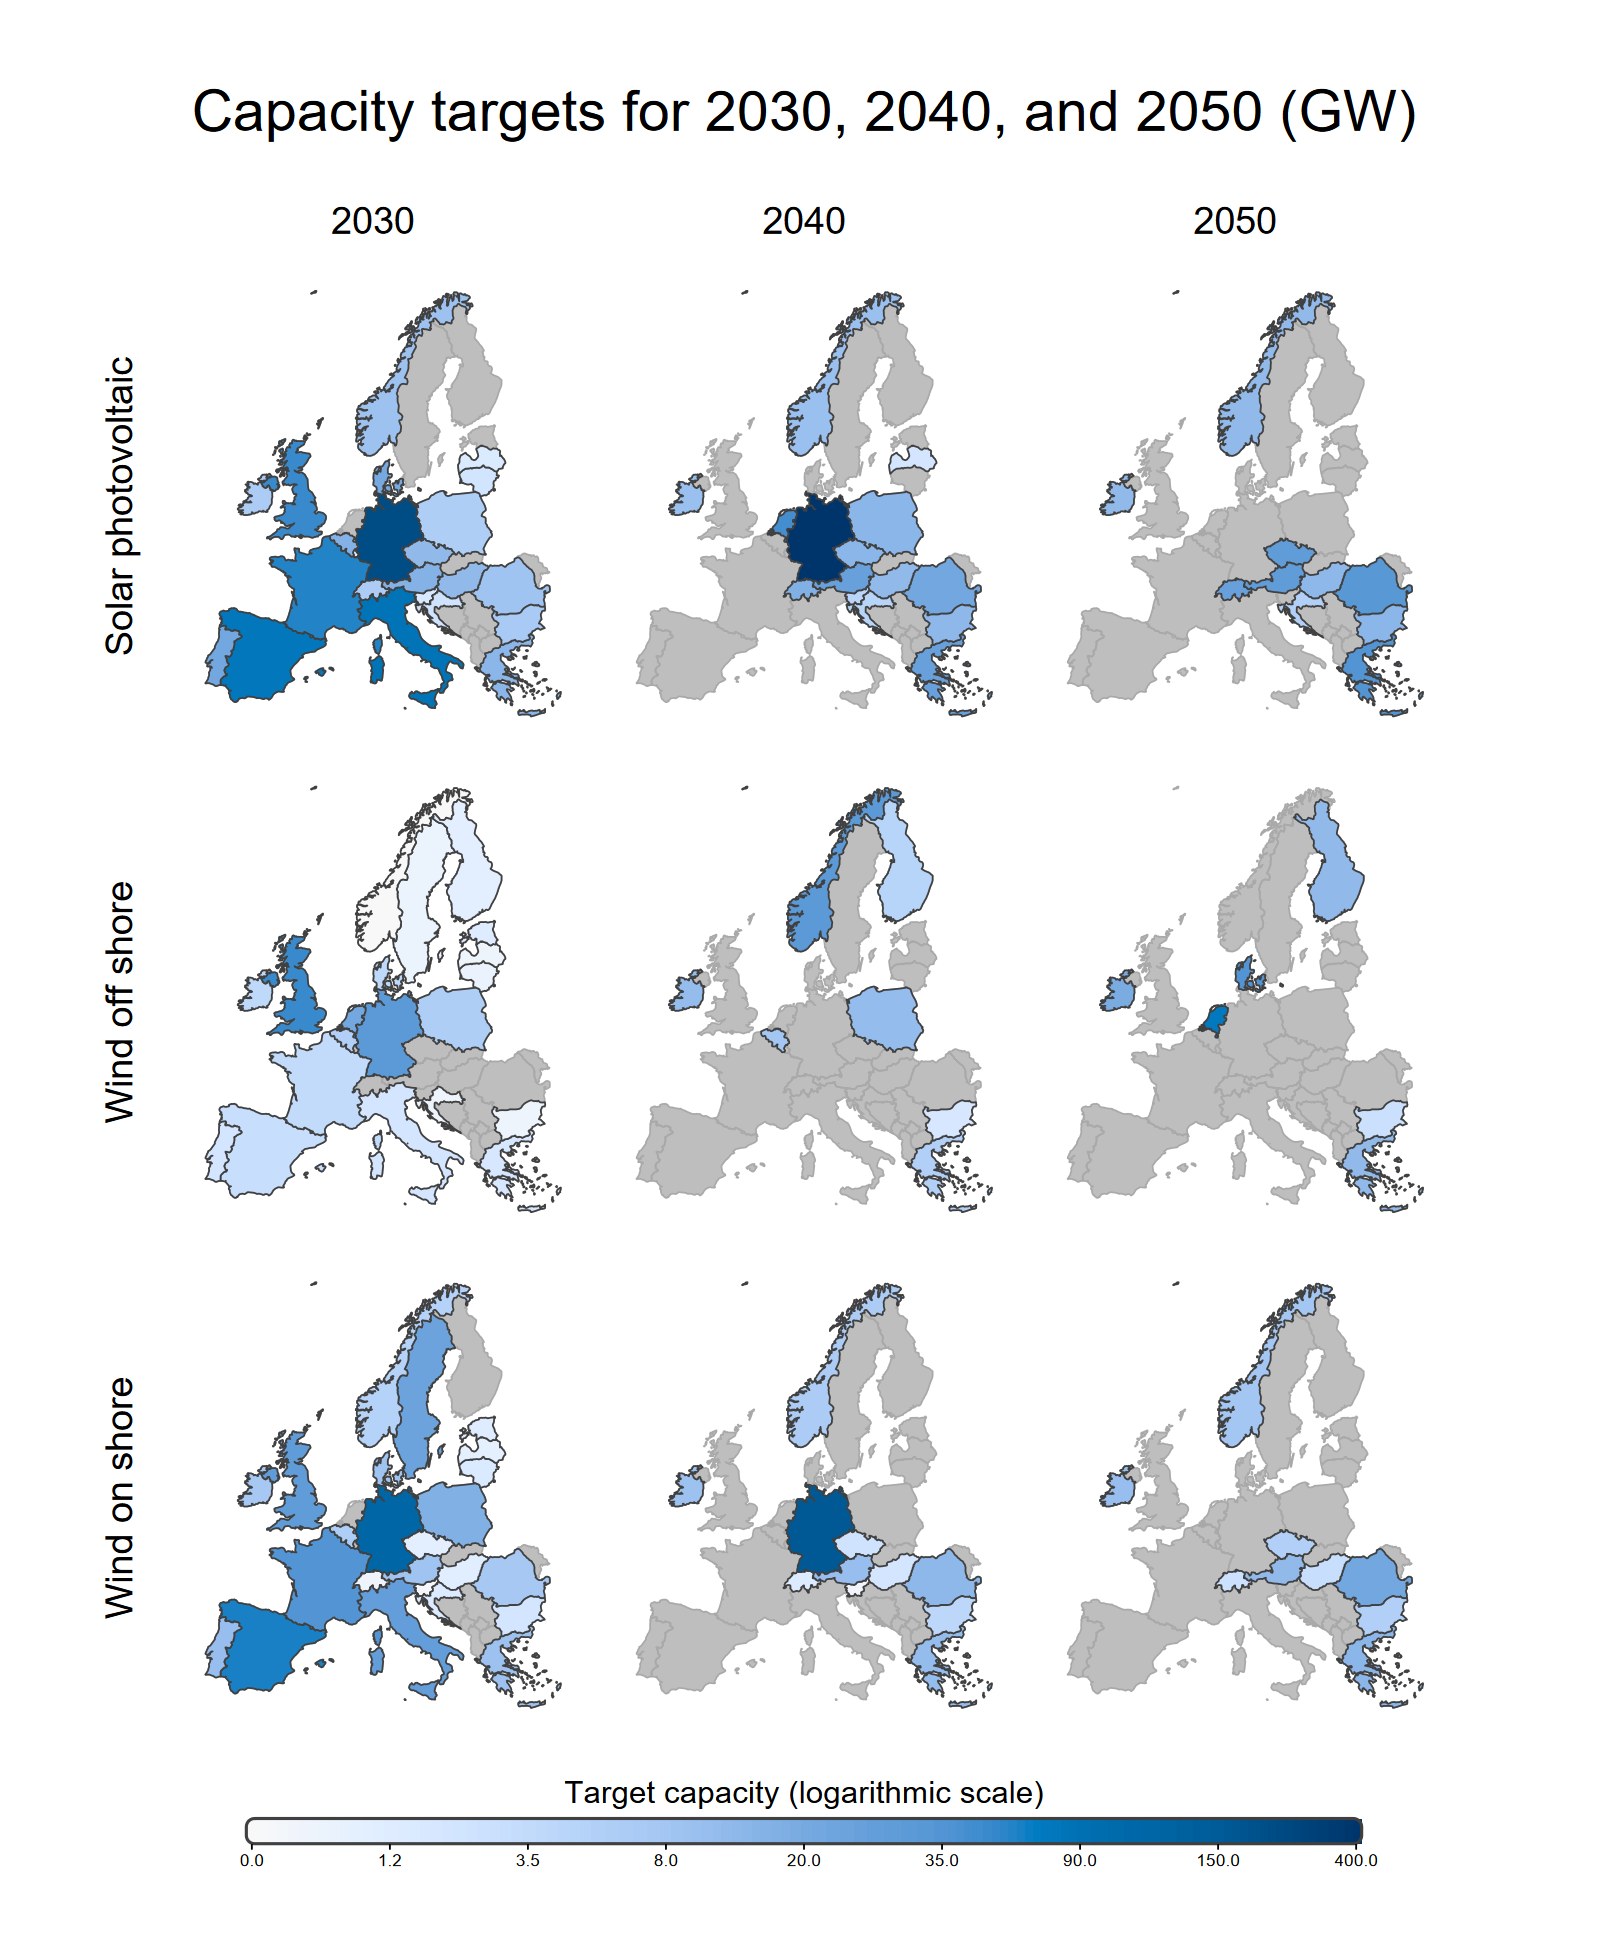 Capacity targets for 2030, 2040, and 2050 (GW)
2030 2040 2050
Solar photovoltaic
Wind off shore
Wind on shore
Target capacity (logarithmic scale)
0.0 1.2 3.5 8.0 20.0 35.0 90.0 150.0 400.0